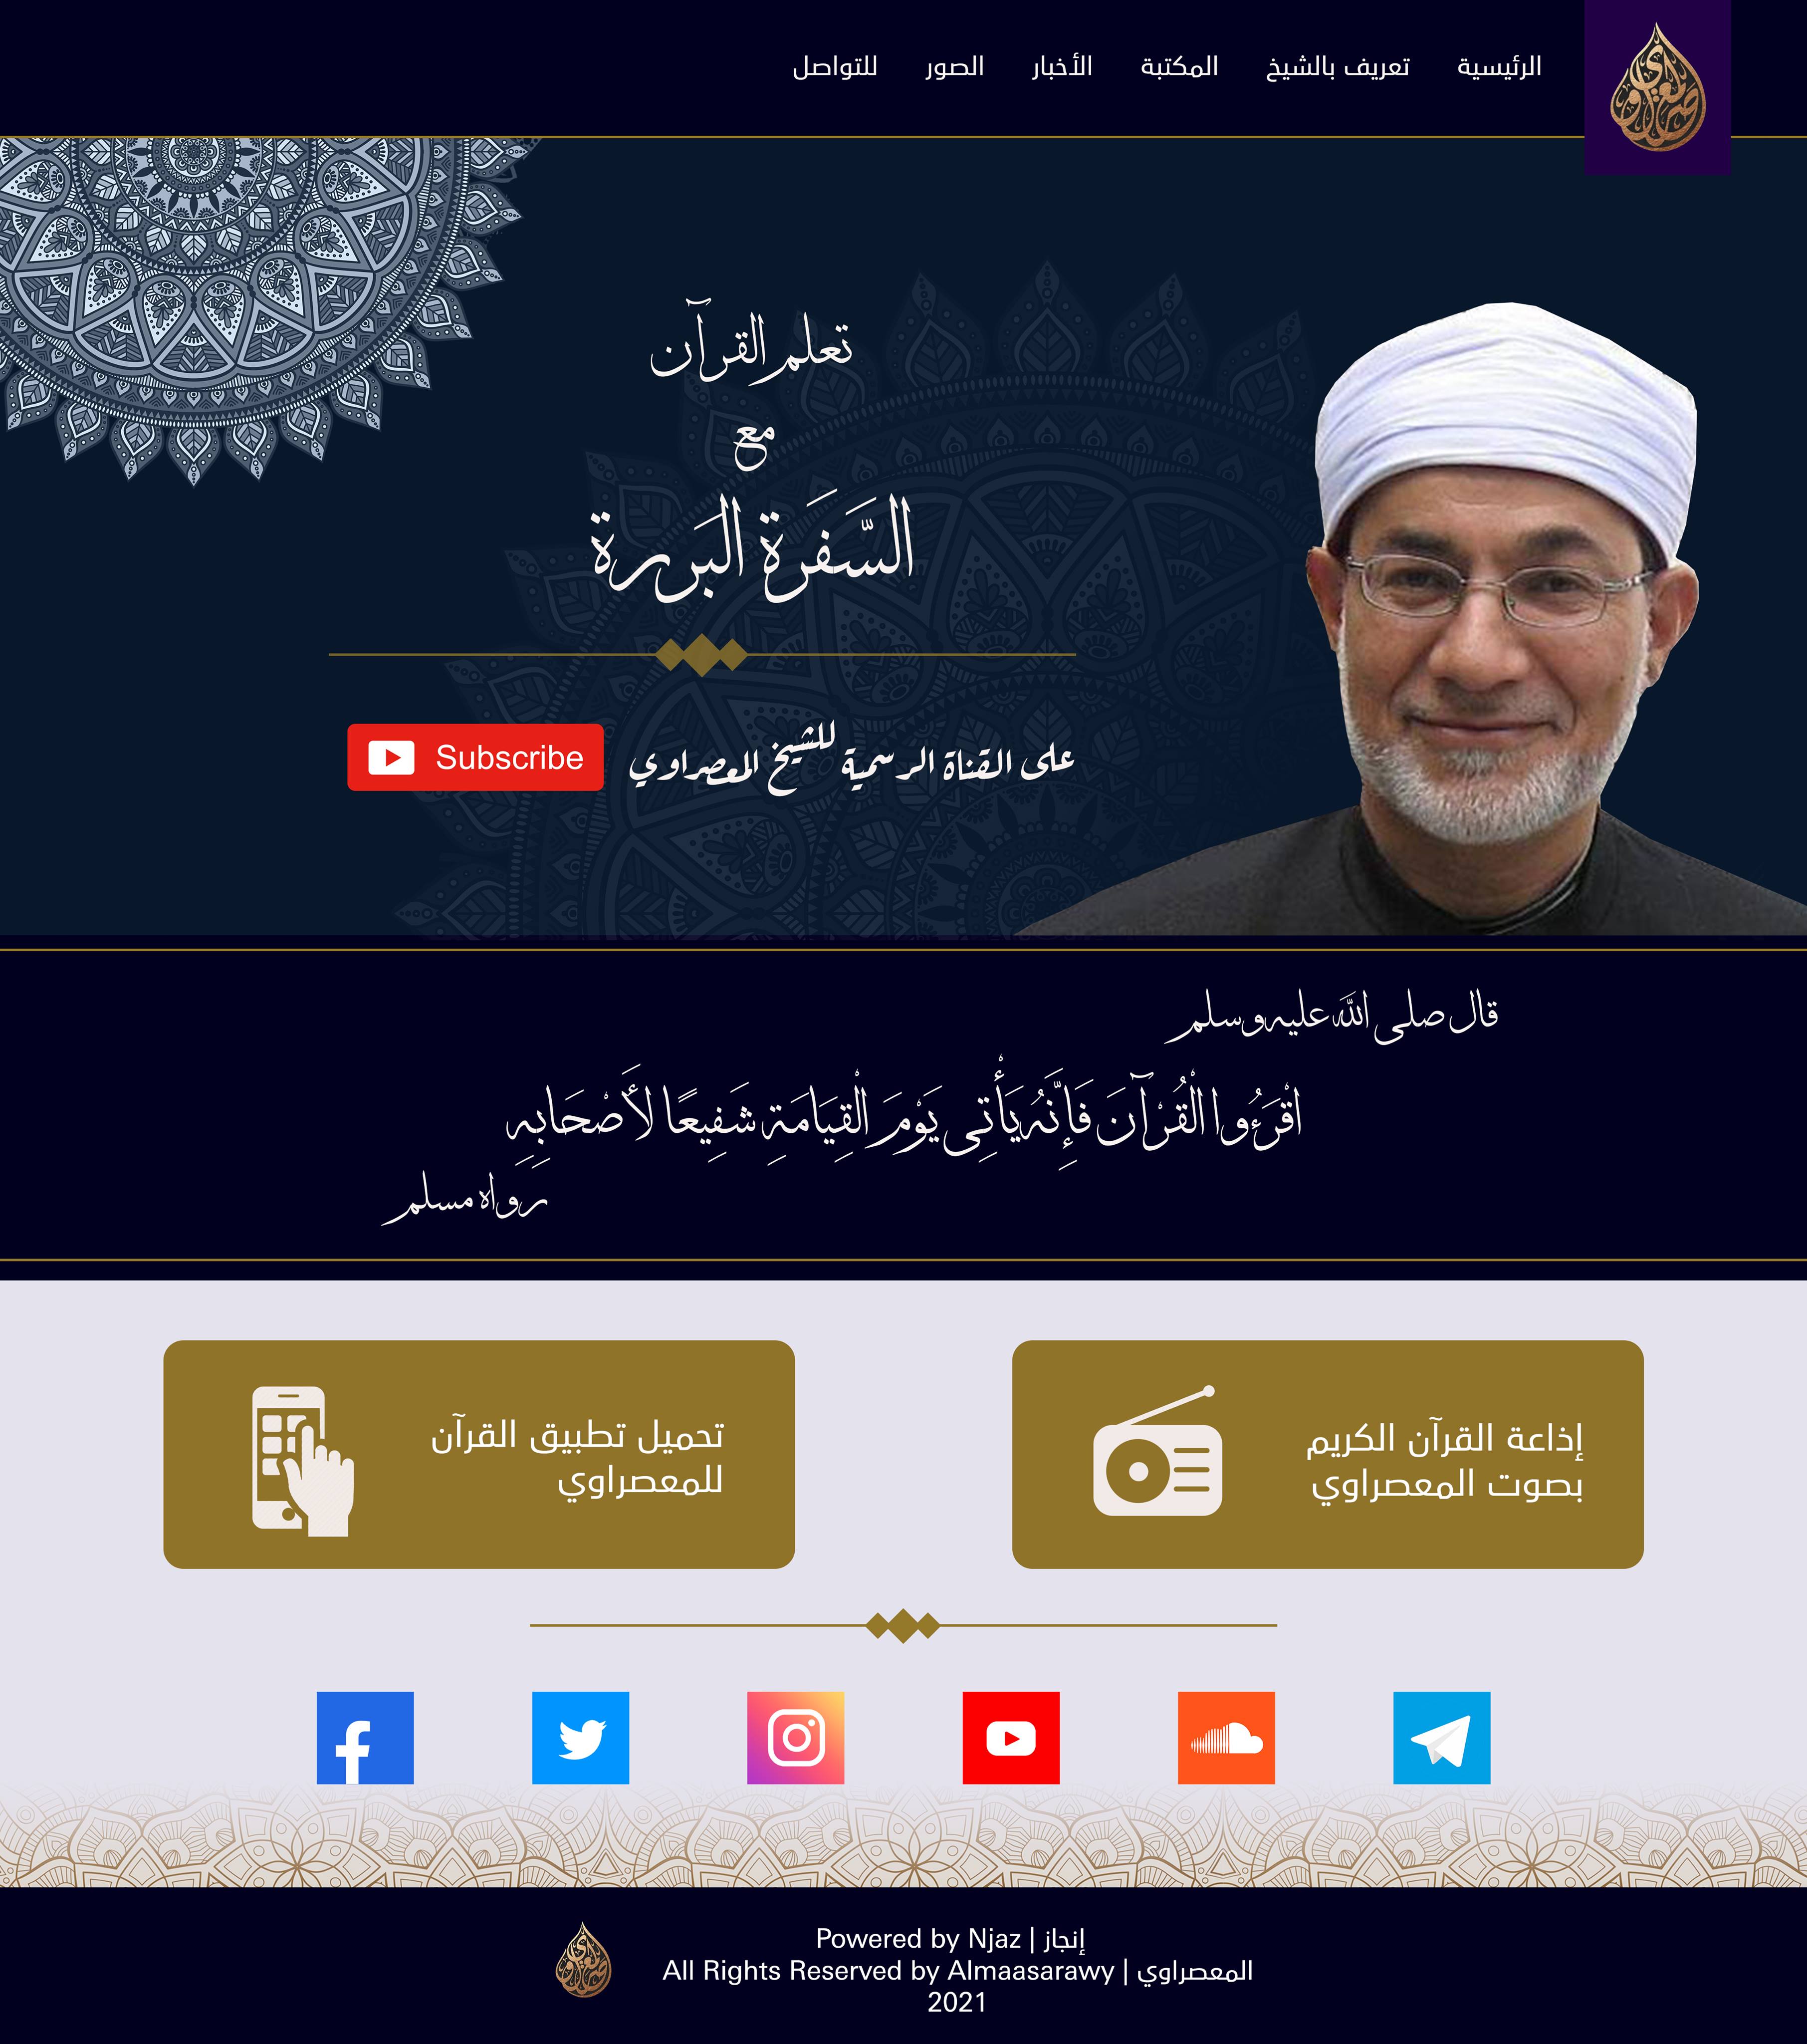 الرئيسية
تعريف بالشيخ
المكتبة
الأخبار
الصور
للتواصل
تعلم القرآن
مع
السَّفَرَة البَررة
على القناة الرسمية للشيخ المعصراوي
Subscribe
قال صلى الله عليه وسلم
اقْرَءُوا الْقُرْآنَ فَإِنَّهُ يَأْتِى يَوْمَ الْقِيَامَةِ شَفِيعًا لأَصْحَابِهِ
رواه مسلم
إذاعة القرآن الكريم
بصوت المعصراوي
تحميل تطبيق القرآن
للمعصراوي
Powered by Njaz | إنجاز
All Rights Reserved by Almaasarawy | المعصراوي
2021